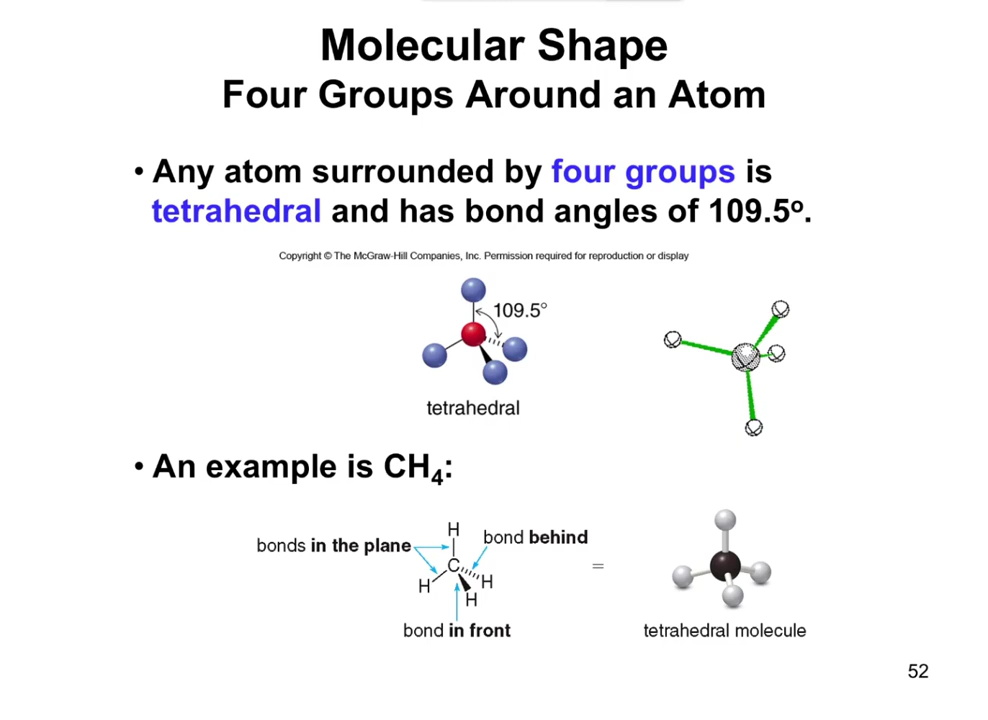 Molecular Shape
Four Groups Around an Atom
• Any atom surrounded by four groups is
tetrahedral and has bond angles of 109.5º.
Copyright © The McGraw-Hill Companies, Inc. Permission required for reproduction or display
109.5°
tetrahedral
• An example is CH₄:
bonds in the plane
H
bond behind
C
H
H
H
=
bond in front
tetrahedral molecule
52